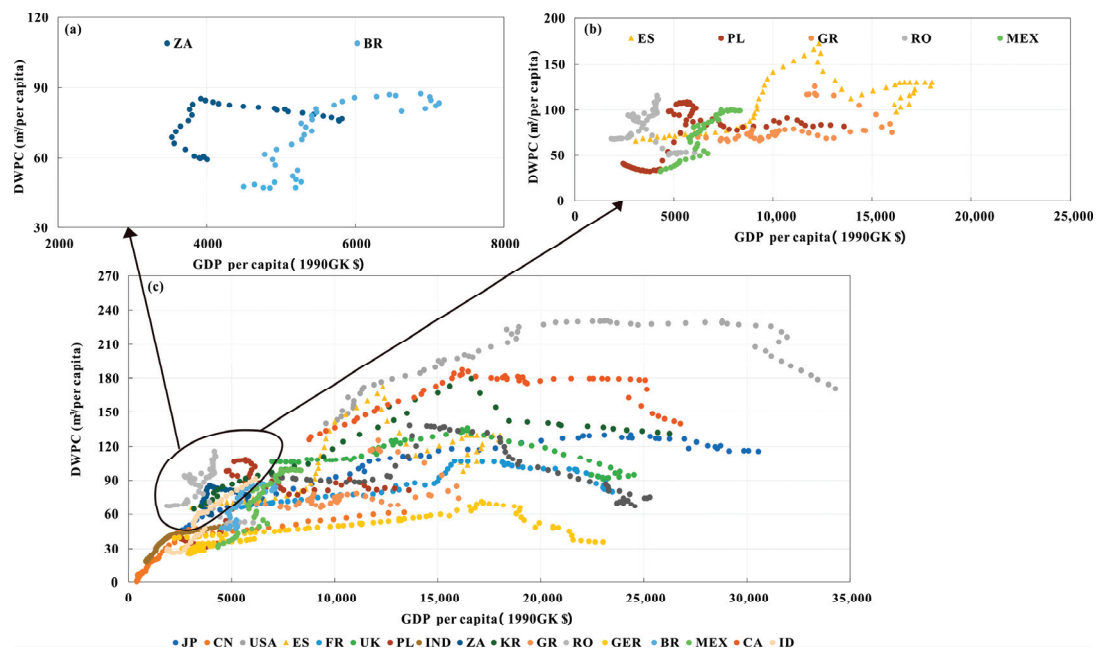 (a)
ZA BR
120
90
60
30
DWPC (m³/per capita)
2000 4000 6000 8000
GDP per capita( 1990GK $)
(b)
ES PL GR RO MEX
200
150
100
50
0
DWPC (m³/per capita)
0 5000 10,000 15,000 20,000 25,000
GDP per capita( 1990GK $)
(c)
270
240
210
180
150
120
90
60
30
0
DWPC (m³/per capita)
0 5000 10,000 15,000 20,000 25,000 30,000 35,000
GDP per capita( 1990GK $)
JP CN USA ES FR UK PL IND ZA KR GR RO GER BR MEX CA ID